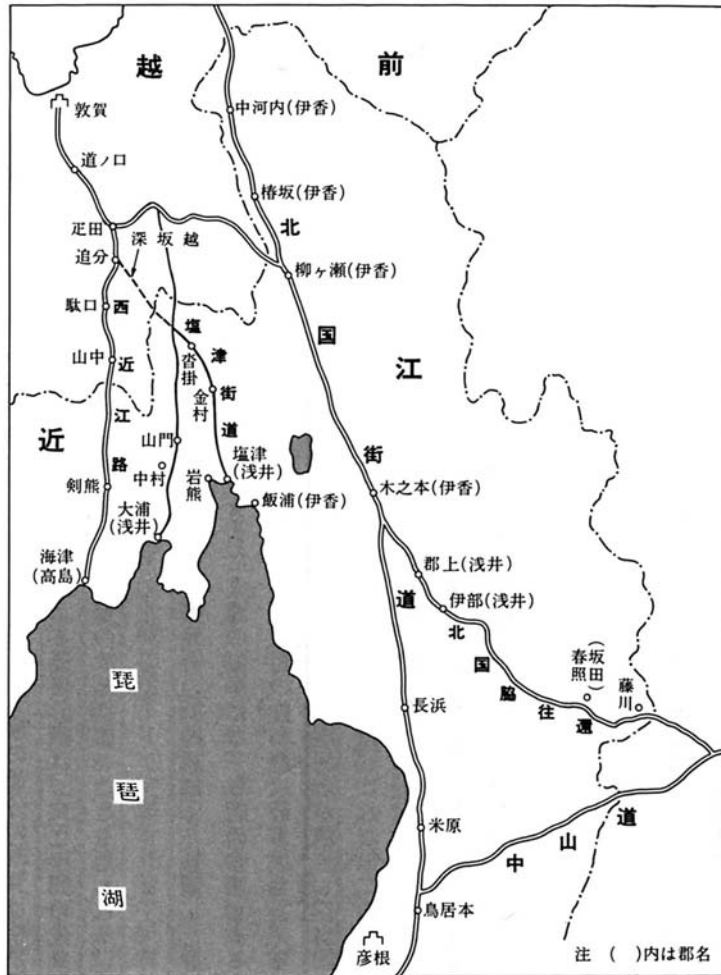 越前
敦賀
道ノ口
疋田
追分
深坂越
駄口
山中
西近江路
剣熊
海津
(高島)
中河内(伊香)
椿坂(伊香)
柳ヶ瀬(伊香)
北国街道
近江
塩津街道
沓掛
金村
山門
中村
大浦
(浅井)
岩熊
塩津
(浅井)
飯浦(伊香)
木之本(伊香)
郡上(浅井)
伊部(浅井)
北国脇往還
春照
(坂田)
藤川
長浜
米原
中山道
鳥居本
彦根
琵琶湖
注 ( )内は郡名